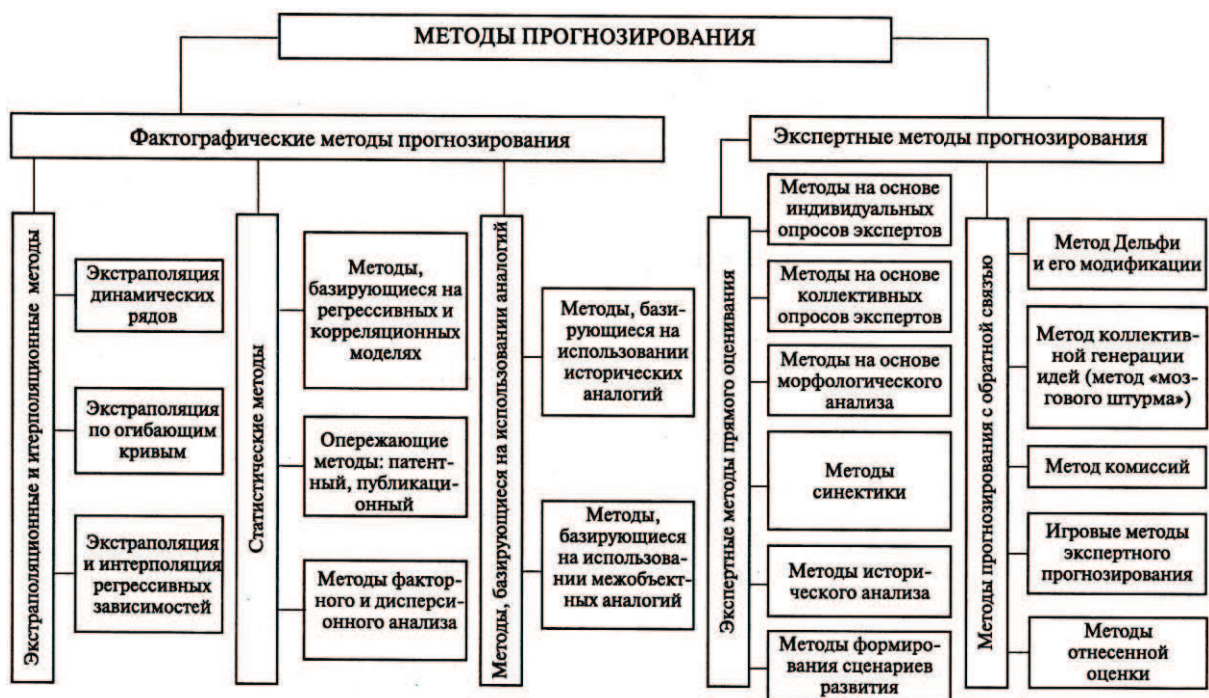 МЕТОДЫ ПРОГНОЗИРОВАНИЯ
Фактографические методы прогнозирования
Экстраполяционные и итерполяционные методы
Экстраполяция
динамических
рядов
Экстраполяция
по огибающим
кривым
Экстраполяция
и интерполяция
регрессивных
зависимостей
Статистические методы
Методы,
базирующиеся на
регрессивных и
корреляционных
моделях
Опережающие
методы: патент-
ный, публикаци-
онный
Методы фактор-
ного и дисперси-
онного анализа
Методы, базирующиеся на использовании аналогий
Методы, бази-
рующиеся на
использовании
исторических
аналогий
Методы,
базирующиеся
на использова-
нии межобъект-
ных аналогий
Экспертные методы прогнозирования
Экспертные методы прямого оценивания
Методы на основе
индивидуальных
опросов экспертов
Методы на основе
коллективных
опросов экспертов
Методы на основе
морфологического
анализа
Методы
синектики
Методы истори-
ческого анализа
Методы формиро-
вания сценариев
развития
Методы прогнозирования с обратной связью
Метод Дельфи
и его модификации
Метод коллектив-
ной генерации
идей (метод «моз-
гового штурма»)
Метод комиссий
Игровые методы
экспертного
прогнозирования
Методы
отнесенной
оценки